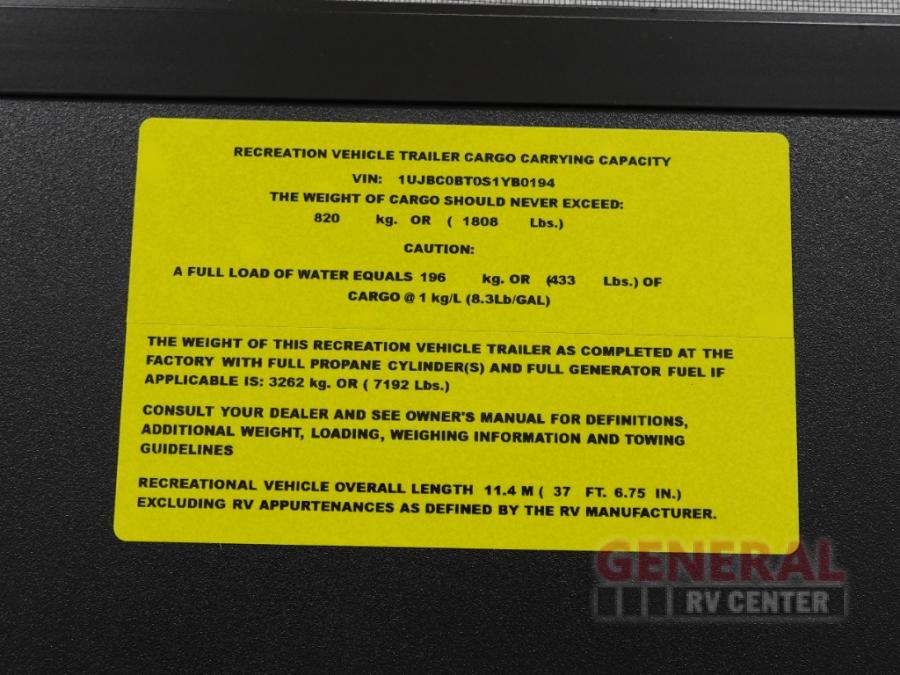 RECREATION VEHICLE TRAILER CARGO CARRYING CAPACITY
VIN: 1UJBC0BT0S1YB0194
THE WEIGHT OF CARGO SHOULD NEVER EXCEED:
820 kg. OR ( 1808 Lbs.)
CAUTION:
A FULL LOAD OF WATER EQUALS 196 kg. OR (433 Lbs.) OF
CARGO @ 1 kg/L (8.3Lb/GAL)
THE WEIGHT OF THIS RECREATION VEHICLE TRAILER AS COMPLETED AT THE
FACTORY WITH FULL PROPANE CYLINDER(S) AND FULL GENERATOR FUEL IF
APPLICABLE IS: 3262 kg. OR ( 7192 Lbs.)
CONSULT YOUR DEALER AND SEE OWNER'S MANUAL FOR DEFINITIONS,
ADDITIONAL WEIGHT, LOADING, WEIGHING INFORMATION AND TOWING
GUIDELINES
RECREATIONAL VEHICLE OVERALL LENGTH 11.4 M ( 37 FT. 6.75 IN.)
EXCLUDING RV APPURTENANCES AS DEFINED BY THE RV MANUFACTURER.
GENERAL
RV CENTER